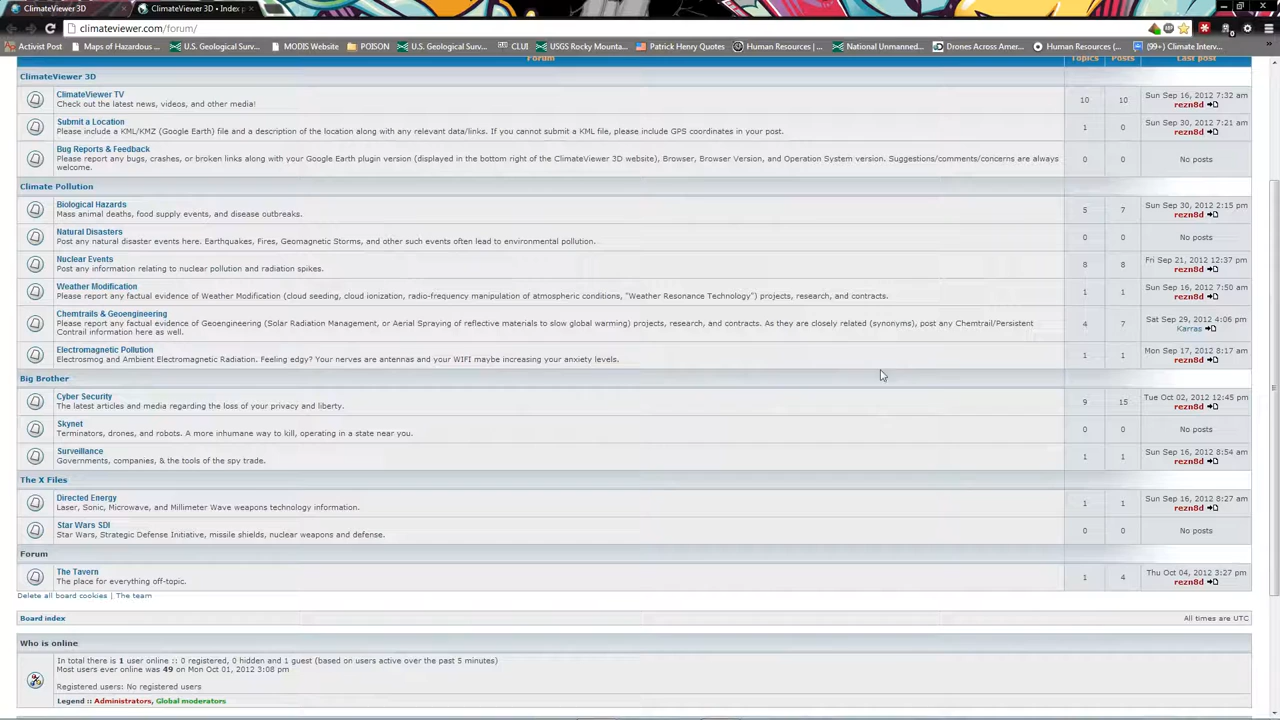 ClimateViewer 3D
ClimateViewer 3D • Index p
climateviewer.com/forum/
Activist Post
Maps of Hazardous ...
U.S. Geological Surv...
MODIS Website
POISON
U.S. Geological Surv...
CLUI
USGS Rocky Mounta...
Patrick Henry Quotes
Human Resources | ...
National Unmanned...
Drones Across Amer...
Human Resources (...
(99+) Climate Interv...
Forum Topics Posts Last post
ClimateViewer 3D
ClimateViewer TV
Check out the latest news, videos, and other media!
10 10 Sun Sep 16, 2012 7:32 am
rezn8d
Submit a Location
Please include a KML/KMZ (Google Earth) file and a description of the location along with any relevant data/links. If you cannot submit a KML file, please include GPS coordinates in your post.
1 0 Sun Sep 30, 2012 7:21 am
rezn8d
Bug Reports & Feedback
Please report any bugs, crashes, or broken links along with your Google Earth plugin version (displayed in the bottom right of the ClimateViewer 3D website), Browser, Browser Version, and Operation System version. Suggestions/comments/concerns are always
welcome.
0 0 No posts
Climate Pollution
Biological Hazards
Mass animal deaths, food supply events, and disease outbreaks.
5 7 Sun Sep 30, 2012 2:15 pm
rezn8d
Natural Disasters
Post any natural disaster events here. Earthquakes, Fires, Geomagnetic Storms, and other such events often lead to environmental pollution.
0 0 No posts
Nuclear Events
Post any information relating to nuclear pollution and radiation spikes.
8 8 Fri Sep 21, 2012 12:37 pm
rezn8d
Weather Modification
Please report any factual evidence of Weather Modification (cloud seeding, cloud ionization, radio-frequency manipulation of atmospheric conditions, "Weather Resonance Technology") projects, research, and contracts.
1 1 Sun Sep 16, 2012 7:50 am
rezn8d
Chemtrails & Geoengineering
Please report any factual evidence of Geoengineering (Solar Radiation Management, or Aerial Spraying of reflective materials to slow global warming) projects, research, and contracts. As they are closely related (synonyms), post any Chemtrail/Persistent
Contrail information here as well.
4 7 Sat Sep 29, 2012 4:06 pm
Karras
Electromagnetic Pollution
Electrosmog and Ambient Electromagnetic Radiation. Feeling edgy? Your nerves are antennas and your WIFI maybe increasing your anxiety levels.
1 1 Mon Sep 17, 2012 8:17 am
rezn8d
Big Brother
Cyber Security
The latest articles and media regarding the loss of your privacy and liberty.
9 15 Tue Oct 02, 2012 12:45 pm
rezn8d
Skynet
Terminators, drones, and robots. A more inhumane way to kill, operating in a state near you.
0 0 No posts
Surveillance
Governments, companies, & the tools of the spy trade.
1 1 Sun Sep 16, 2012 8:54 am
rezn8d
The X Files
Directed Energy
Laser, Sonic, Microwave, and Millimeter Wave weapons technology information.
1 1 Sun Sep 16, 2012 8:27 am
rezn8d
Star Wars SDI
Star Wars, Strategic Defense Initiative, missile shields, nuclear weapons and defense.
0 0 No posts
Forum
The Tavern
The place for everything off-topic.
1 4 Thu Oct 04, 2012 3:27 pm
rezn8d
Delete all board cookies | The team
Board index All times are UTC
Who is online
In total there is 1 user online :: 0 registered, 0 hidden and 1 guest (based on users active over the past 5 minutes)
Most users ever online was 49 on Mon Oct 01, 2012 3:08 pm
Registered users: No registered users
Legend :: Administrators, Global moderators